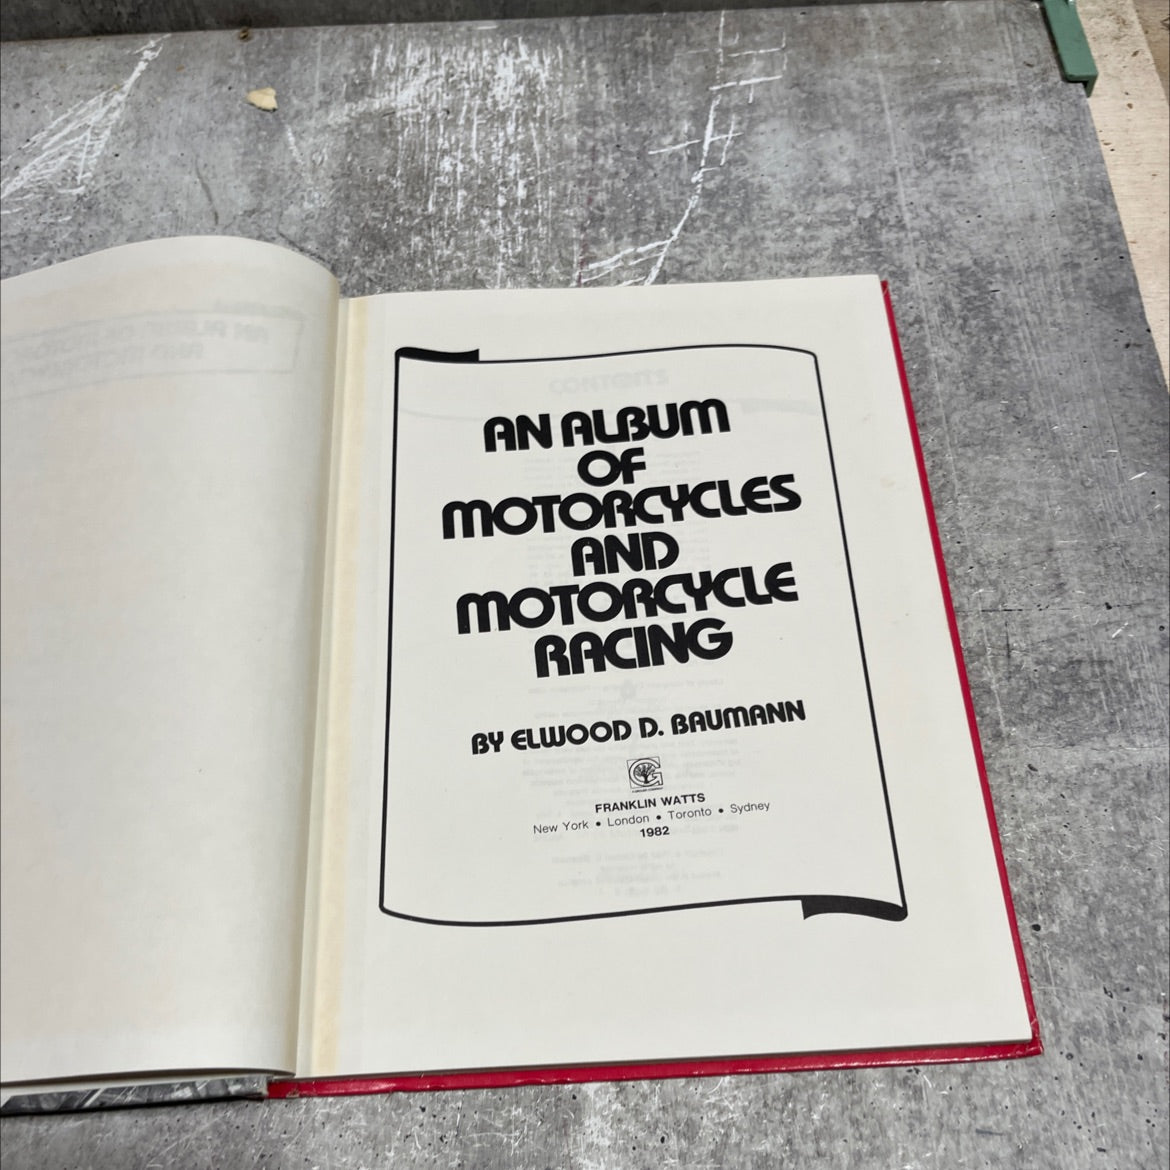 AN ALBUM
OF
MOTORCYCLES
AND
MOTORCYCLE
RACING
BY ELWOOD D. BAUMANN
FRANKLIN WATTS
New York • London • Toronto • Sydney
1982